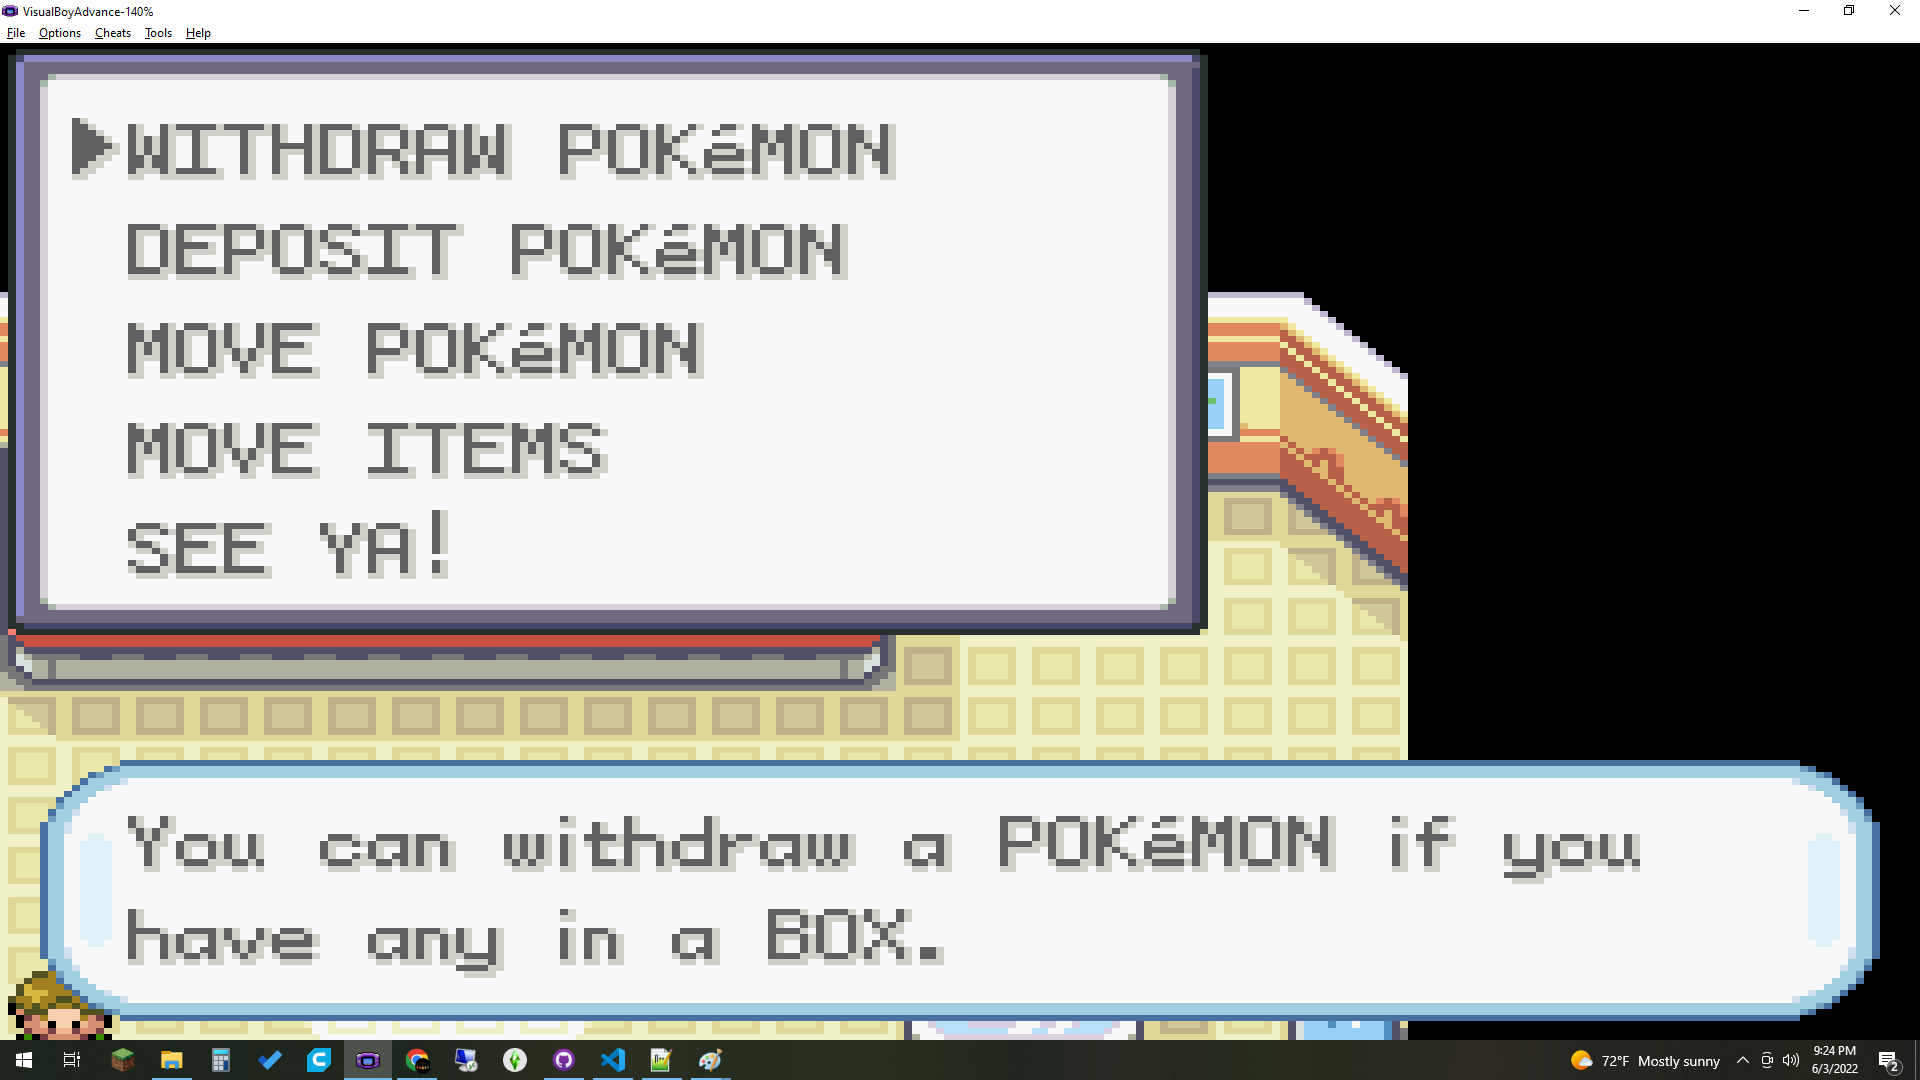 VisualBoyAdvance-140%
File Options Cheats Tools Help
▶WITHDRAW POKéMON
DEPOSIT POKéMON
MOVE POKéMON
MOVE ITEMS
SEE YA!
You can withdraw a POKéMON if you
have any in a BOX.
72°F Mostly sunny
9:24 PM
6/3/2022
2